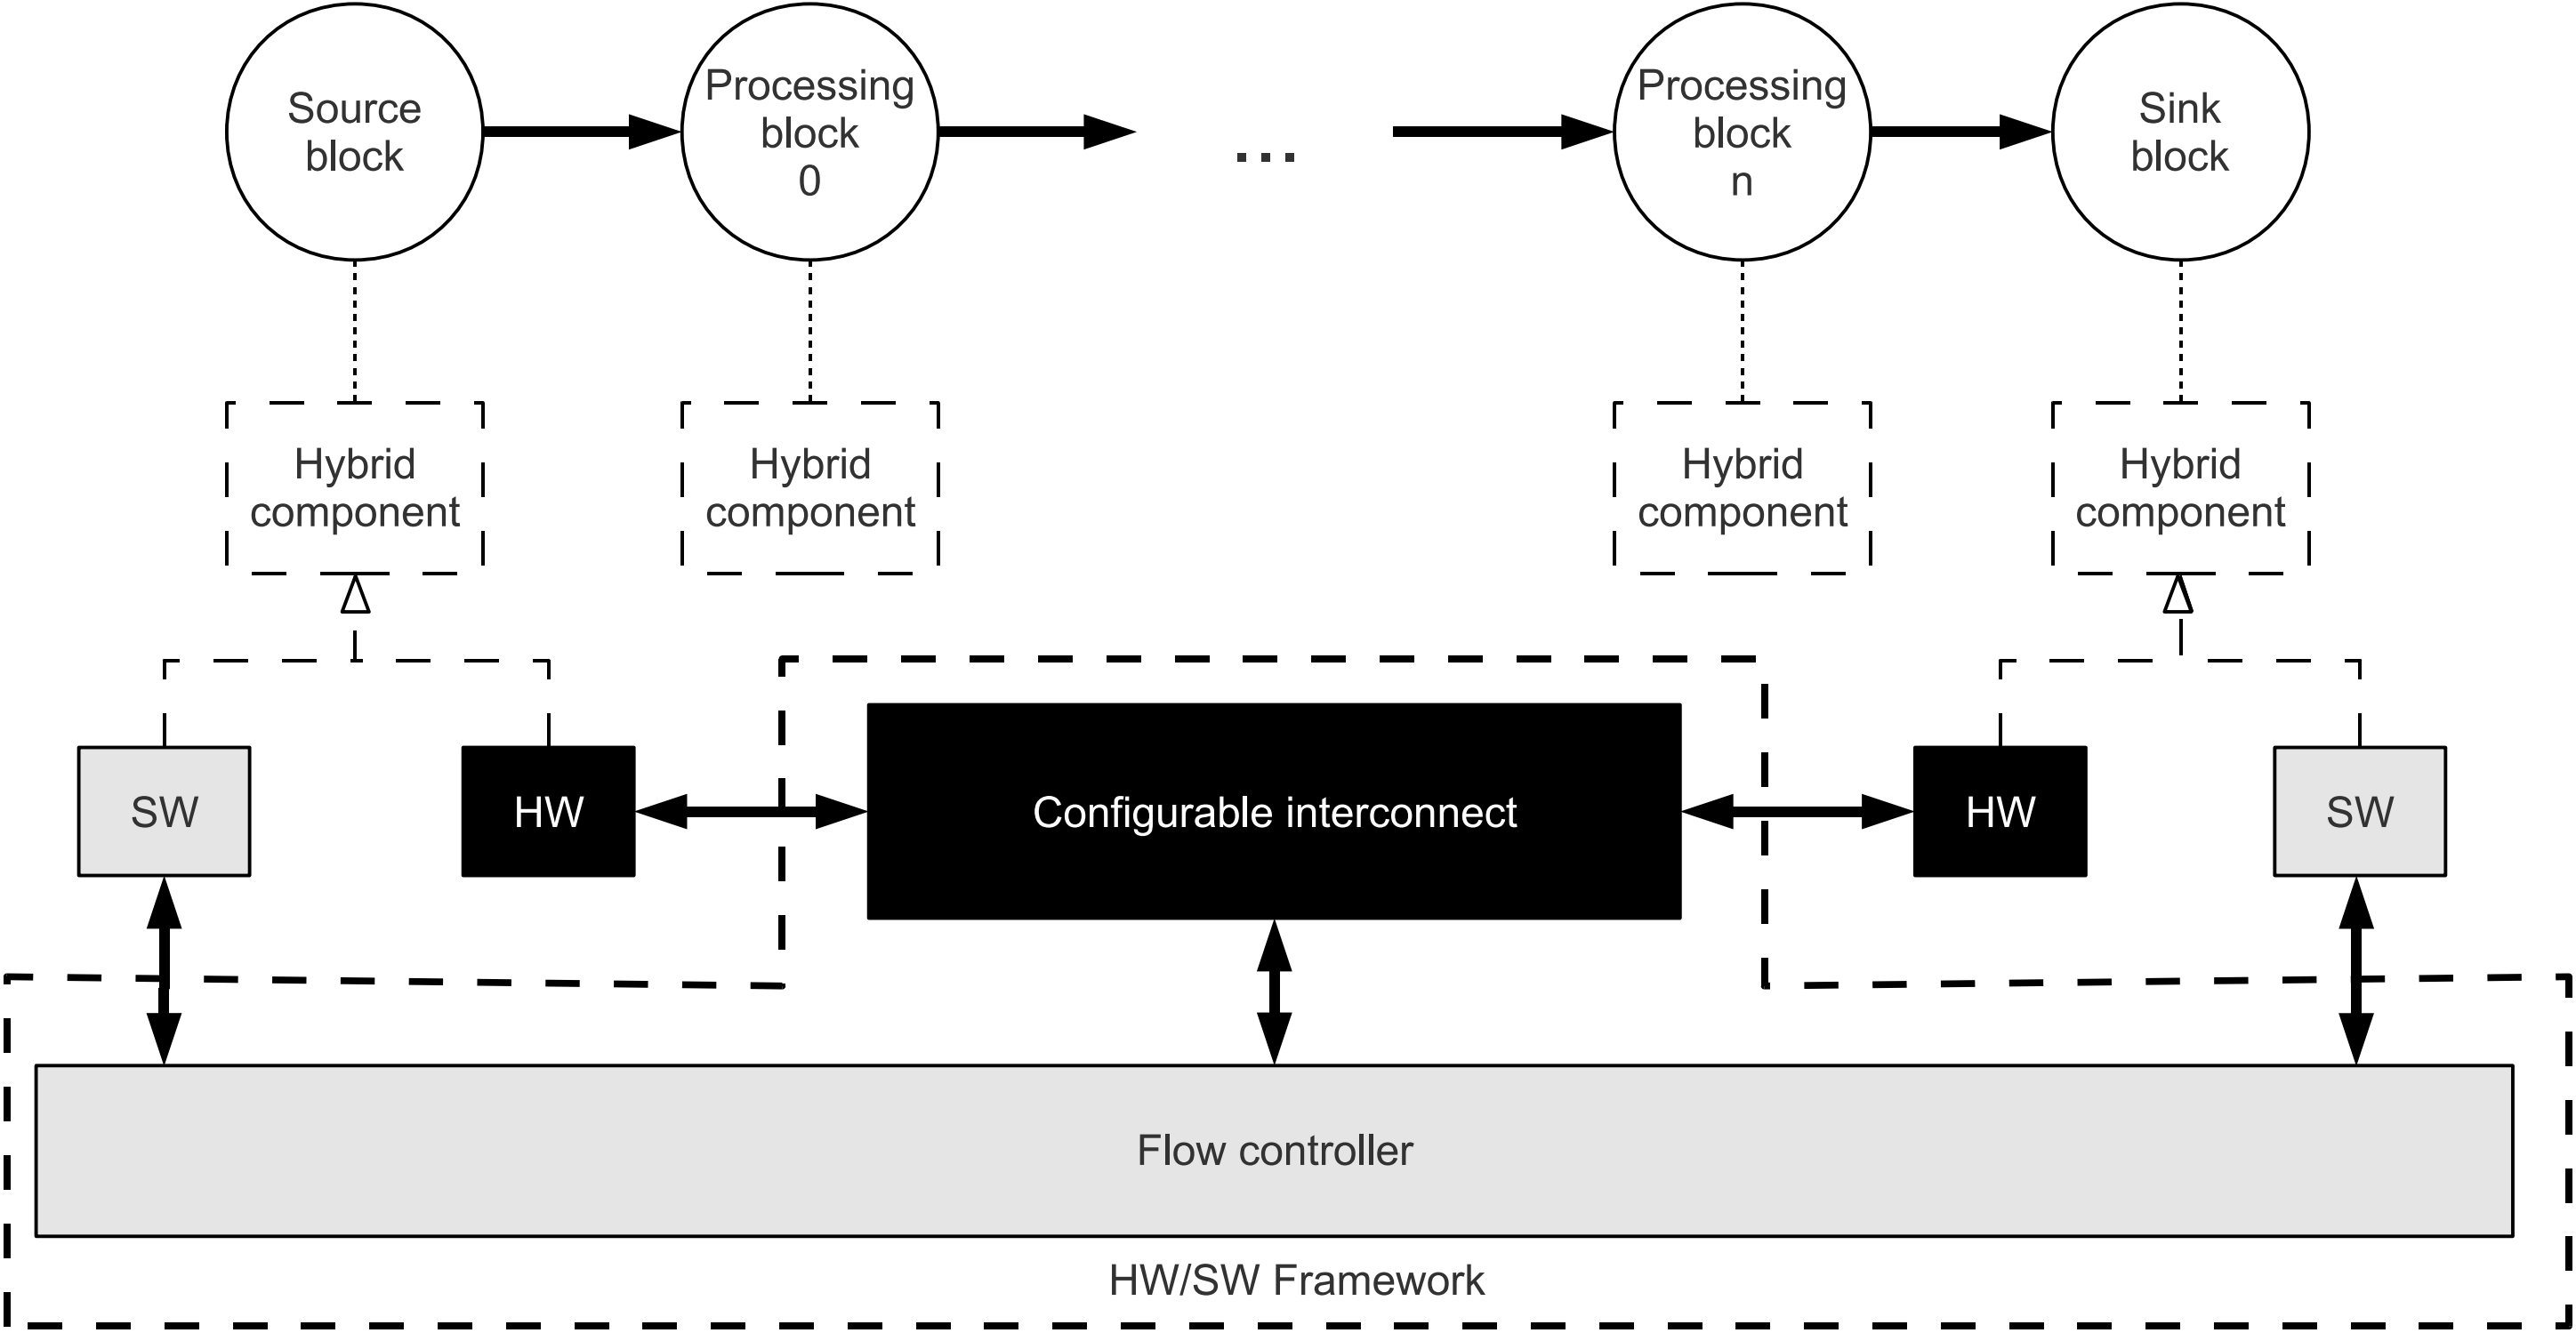 Source
block
Processing
block
0
...
Processing
block
n
Sink
block
Hybrid
component
Hybrid
component
Hybrid
component
Hybrid
component
SW
HW
Configurable interconnect
HW
SW
Flow controller
HW/SW Framework